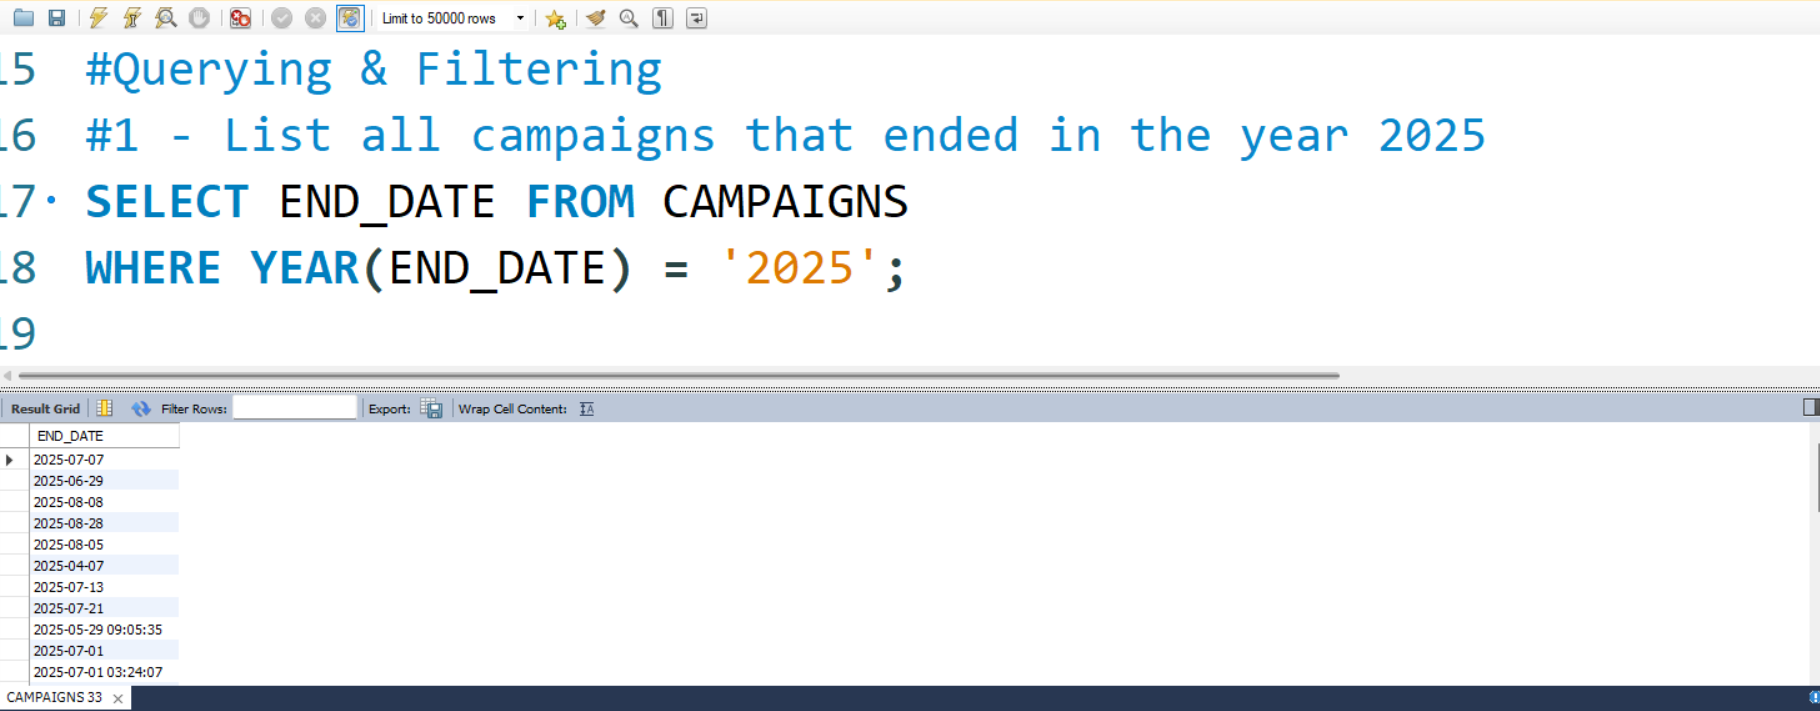 Limit to 50000 rows
15 #Querying & Filtering
16 #1 - List all campaigns that ended in the year 2025
17 SELECT END_DATE FROM CAMPAIGNS
18 WHERE YEAR(END_DATE) = '2025';
19
Result Grid Filter Rows: Export: Wrap Cell Content:
END_DATE
2025-07-07
2025-06-29
2025-08-08
2025-08-28
2025-08-05
2025-04-07
2025-07-13
2025-07-21
2025-05-29 09:05:35
2025-07-01
2025-07-01 03:24:07
CAMPAIGNS 33